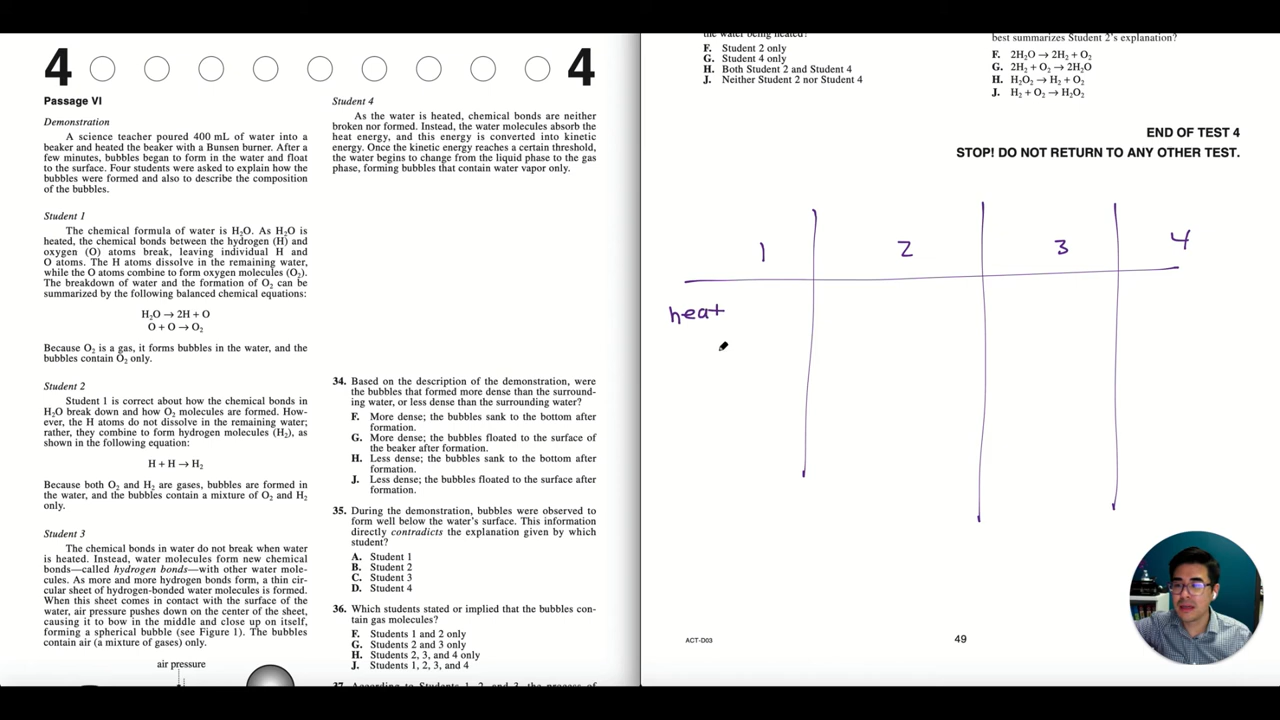 4 4
Passage VI
Demonstration
A science teacher poured 400 mL of water into a
beaker and heated the beaker with a Bunsen burner. After a
few minutes, bubbles began to form in the water and float
to the surface. Four students were asked to explain how the
bubbles were formed and also to describe the composition
of the bubbles.
Student 1
The chemical formula of water is H₂O. As H₂O is
heated, the chemical bonds between the hydrogen (H) and
oxygen (O) atoms break, leaving individual H and
O atoms. The H atoms dissolve in the remaining water,
while the O atoms combine to form oxygen molecules (O₂).
The breakdown of water and the formation of O₂ can be
summarized by the following balanced chemical equations:
H₂O → 2H + O
O + O → O₂
Because O₂ is a gas, it forms bubbles in the water, and the
bubbles contain O₂ only.
Student 2
Student 1 is correct about how the chemical bonds in
H₂O break down and how O₂ molecules are formed. How-
ever, the H atoms do not dissolve in the remaining water;
rather, they combine to form hydrogen molecules (H₂), as
shown in the following equation:
H + H → H₂
Because both O₂ and H₂ are gases, bubbles are formed in
the water, and the bubbles contain a mixture of O₂ and H₂
only.
Student 3
The chemical bonds in water do not break when water
is heated. Instead, water molecules form new chemical
bonds—called hydrogen bonds—with other water mole-
cules. As more and more hydrogen bonds form, a thin cir-
cular sheet of hydrogen-bonded water molecules is formed.
When this sheet comes in contact with the surface of the
water, air pressure pushes down on the center of the sheet,
causing it to bow in the middle and close up on itself,
forming a spherical bubble (see Figure 1). The bubbles
contain air (a mixture of gases) only.
air pressure
Student 4
As the water is heated, chemical bonds are neither
broken nor formed. Instead, the water molecules absorb the
heat energy, and this energy is converted into kinetic
energy. Once the kinetic energy reaches a certain threshold,
the water begins to change from the liquid phase to the gas
phase, forming bubbles that contain water vapor only.
34. Based on the description of the demonstration, were
the bubbles that formed more dense than the surround-
ing water, or less dense than the surrounding water?
F. More dense; the bubbles sank to the bottom after
formation.
G. More dense; the bubbles floated to the surface of
the beaker after formation.
H. Less dense; the bubbles sank to the bottom after
formation.
J. Less dense; the bubbles floated to the surface after
formation.
35. During the demonstration, bubbles were observed to
form well below the water's surface. This information
directly contradicts the explanation given by which
student?
A. Student 1
B. Student 2
C. Student 3
D. Student 4
36. Which students stated or implied that the bubbles con-
tain gas molecules?
F. Students 1 and 2 only
G. Students 2 and 3 only
H. Students 2, 3, and 4 only
J. Students 1, 2, 3, and 4
37. According to Students 1, 2, and 3, the process of
the water being heated?
F. Student 2 only
G. Student 4 only
H. Both Student 2 and Student 4
J. Neither Student 2 nor Student 4
best summarizes Student 2's explanation?
F. 2H₂O → 2H₂ + O₂
G. 2H₂ + O₂ → 2H₂O
H. H₂O₂ → H₂ + O₂
J. H₂ + O₂ → H₂O₂
END OF TEST 4
STOP! DO NOT RETURN TO ANY OTHER TEST.
1 2 3 4
heat
ACT-D03
49